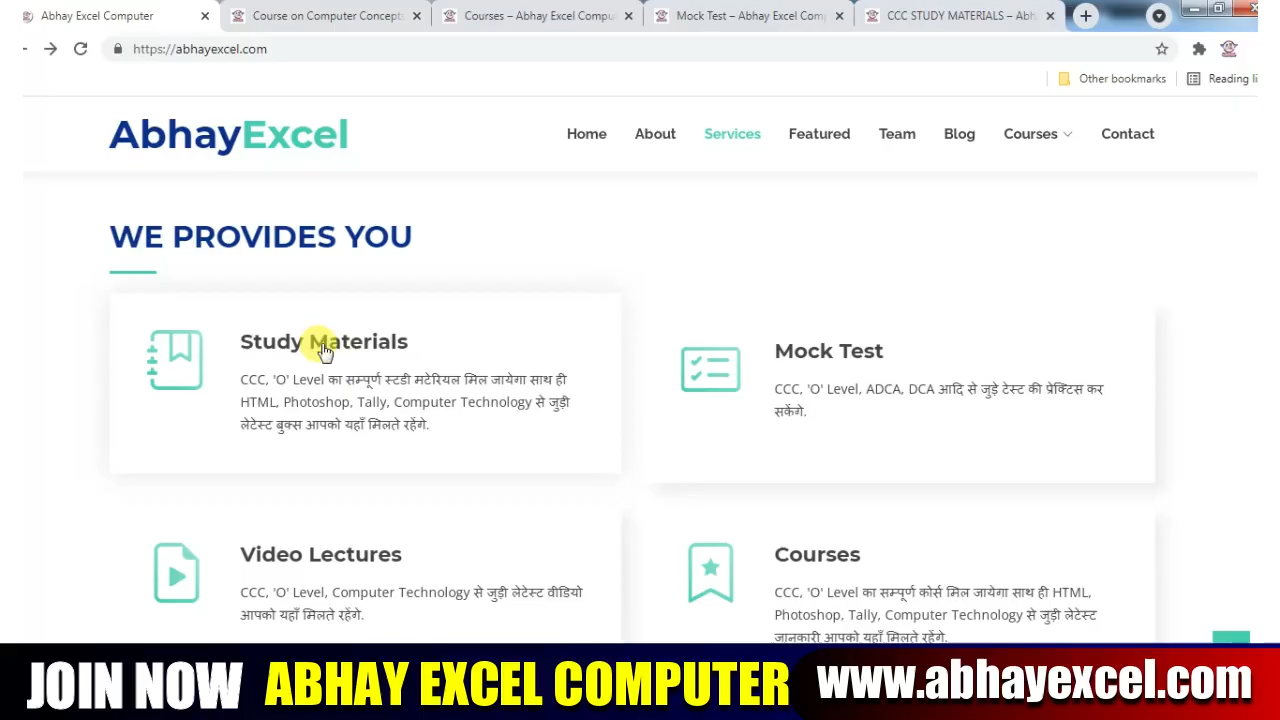 Abhay Excel Computer
Course on Computer Concepts
Courses – Abhay Excel Compu
Mock Test – Abhay Excel Com
CCC STUDY MATERIALS – Abh
https://abhayexcel.com
Other bookmarks
Reading li
AbhayExcel
Home About Services Featured Team Blog Courses Contact
WE PROVIDES YOU
Study Materials
CCC, 'O' Level का सम्पूर्ण स्टडी मटेरियल मिल जायेगा साथ ही
HTML, Photoshop, Tally, Computer Technology से जुड़ी
लेटेस्ट बुक्स आपको यहाँ मिलते रहेंगे.
Mock Test
CCC, 'O' Level, ADCA, DCA आदि से जुड़े टेस्ट की प्रेक्टिस कर
सकेंगे.
Video Lectures
CCC, 'O' Level, Computer Technology से जुडी लेटेस्ट वीडियो
आपको यहाँ मिलते रहेंगे.
Courses
CCC, 'O' Level का सम्पूर्ण कोर्स मिल जायेगा साथ ही HTML,
Photoshop, Tally, Computer Technology से जुड़ी लेटेस्ट
जानकारी आपको यहाँ मिलते रहेंगे.
JOIN NOW ABHAY EXCEL COMPUTER www.abhayexcel.com